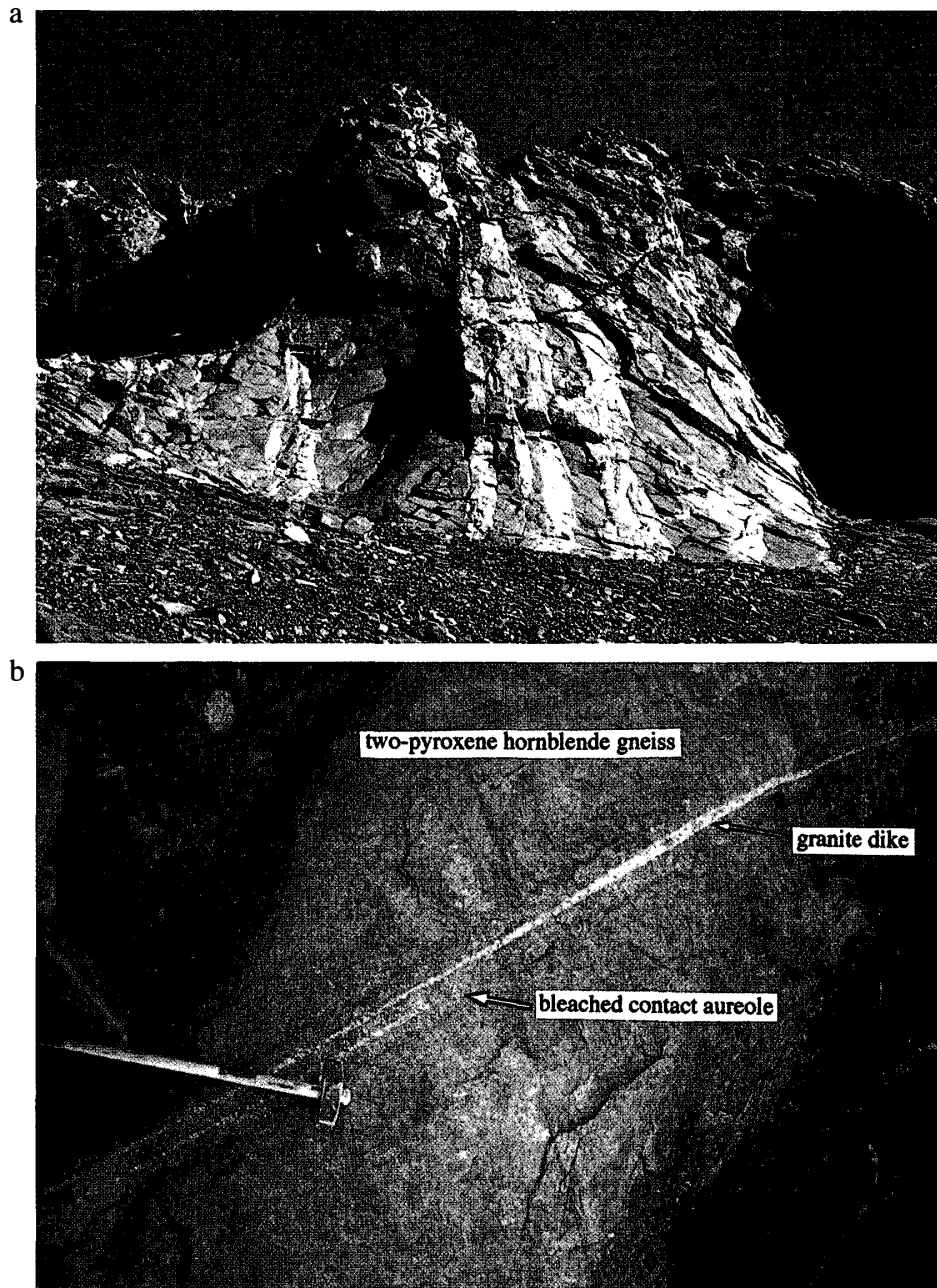 a
b
two-pyroxene hornblende gneiss
granite dike
bleached contact aureole